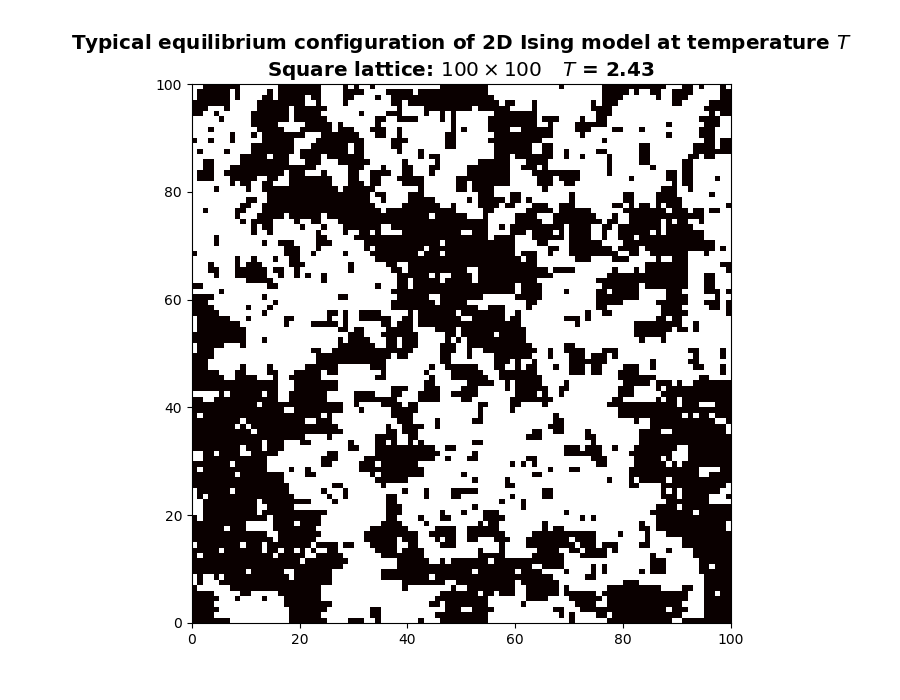 Typical equilibrium configuration of 2D Ising model at temperature T
Square lattice: 100 × 100 T = 2.43
100
80
60
40
20
0
0 20 40 60 80 100